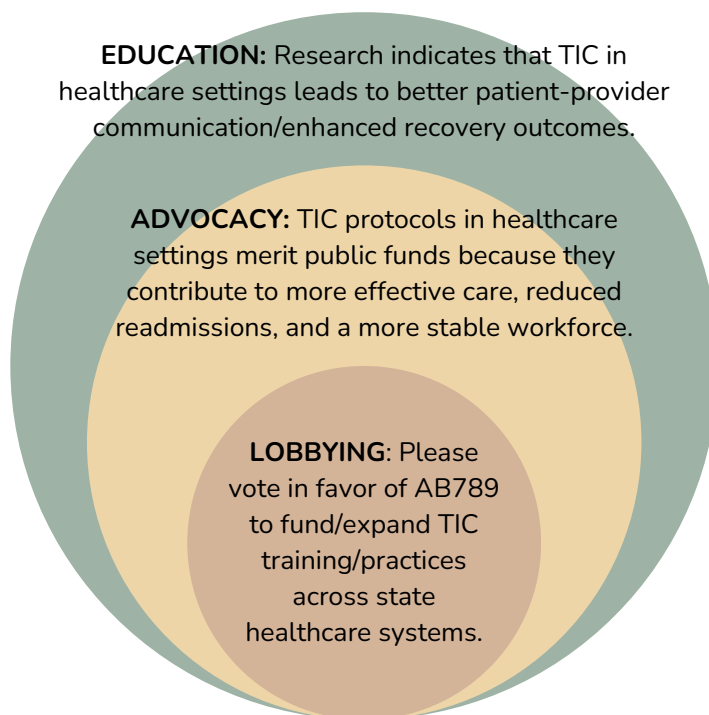 EDUCATION: Research indicates that TIC in
healthcare settings leads to better patient-provider
communication/enhanced recovery outcomes.
ADVOCACY: TIC protocols in healthcare
settings merit public funds because they
contribute to more effective care, reduced
readmissions, and a more stable workforce.
LOBBYING: Please
vote in favor of AB789
to fund/expand TIC
training/practices
across state
healthcare systems.